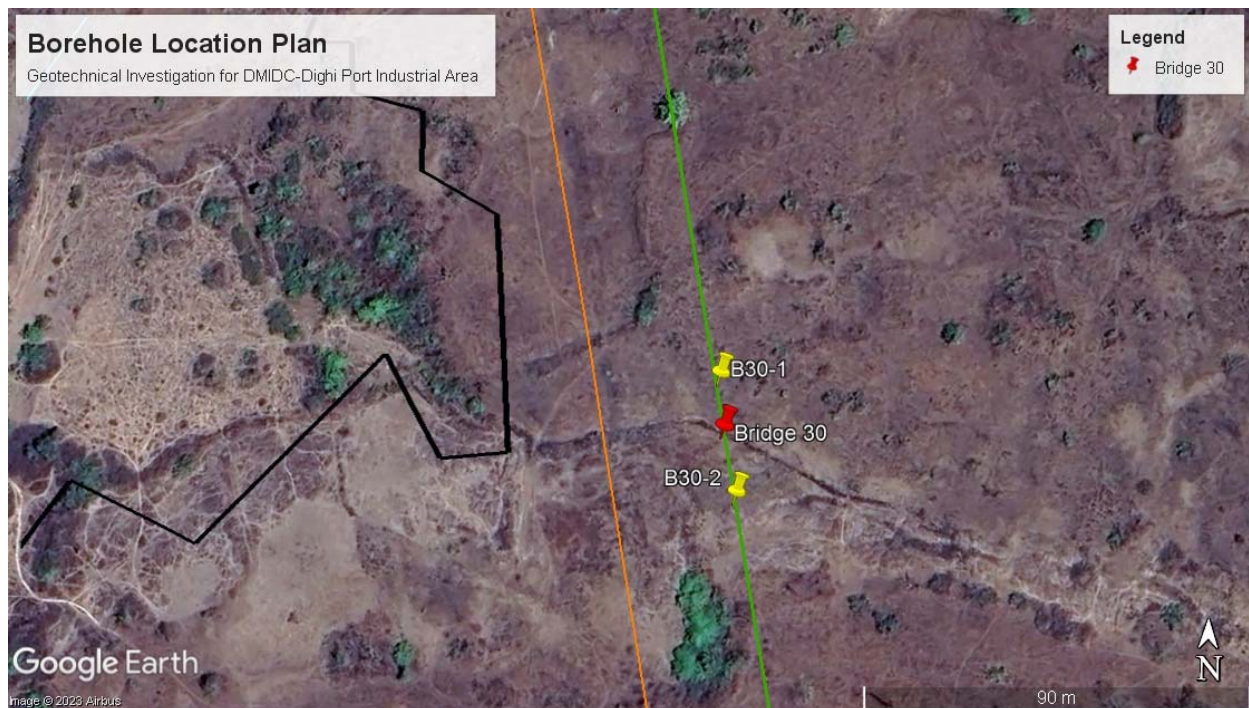 Borehole Location Plan
Geotechnical Investigation for DMIDC-Dighi Port Industrial Area
Legend
Bridge 30
B30-1
Bridge 30
B30-2
Google Earth
Image © 2023 Airbus
N
90 m